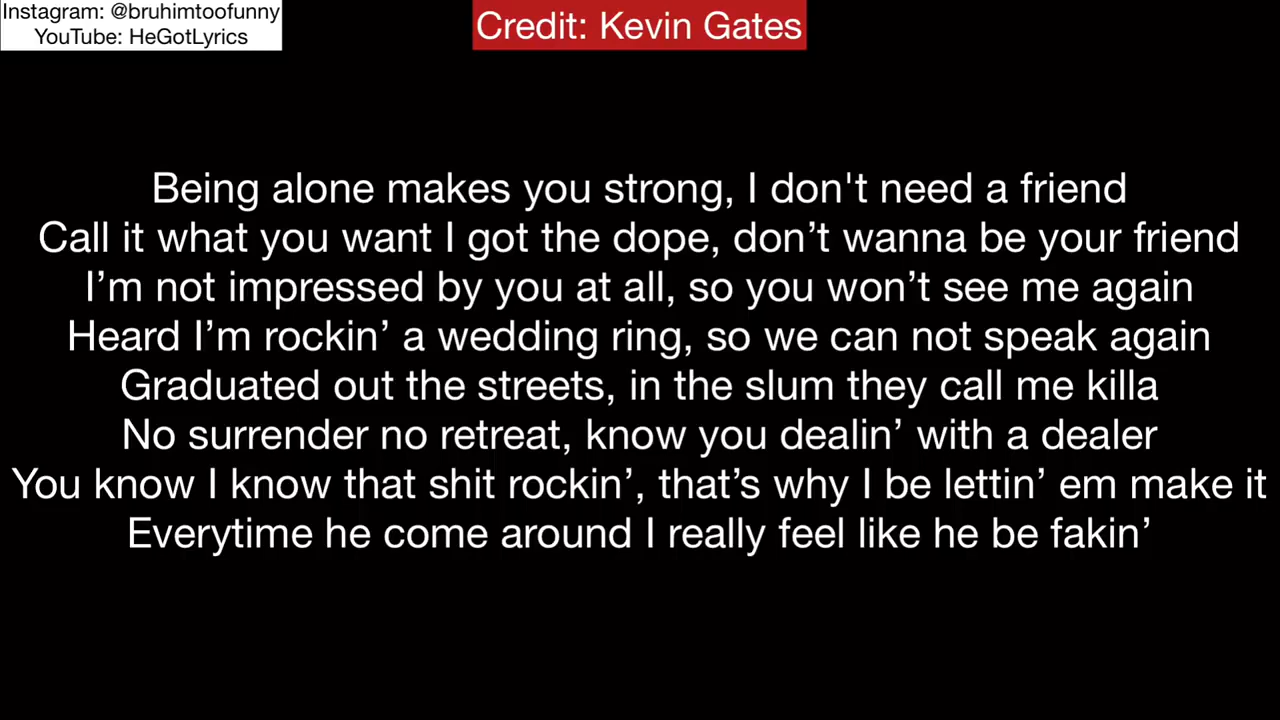 Instagram: @bruhimtoofunny
YouTube: HeGotLyrics
Credit: Kevin Gates
Being alone makes you strong, I don't need a friend
Call it what you want I got the dope, don’t wanna be your friend
I’m not impressed by you at all, so you won’t see me again
Heard I’m rockin’ a wedding ring, so we can not speak again
Graduated out the streets, in the slum they call me killa
No surrender no retreat, know you dealin’ with a dealer
You know I know that shit rockin’, that’s why I be lettin’ em make it
Everytime he come around I really feel like he be fakin’